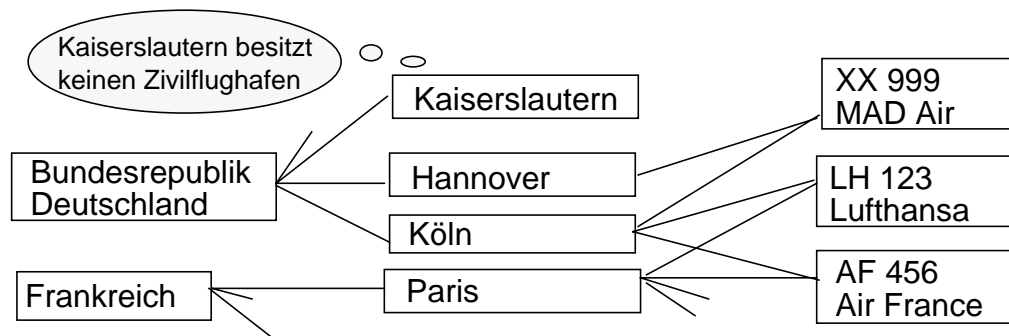 Kaiserslautern besitzt
keinen Zivilflughafen
Kaiserslautern
XX 999
MAD Air
Bundesrepublik
Deutschland
Hannover
LH 123
Lufthansa
Köln
Frankreich
Paris
AF 456
Air France